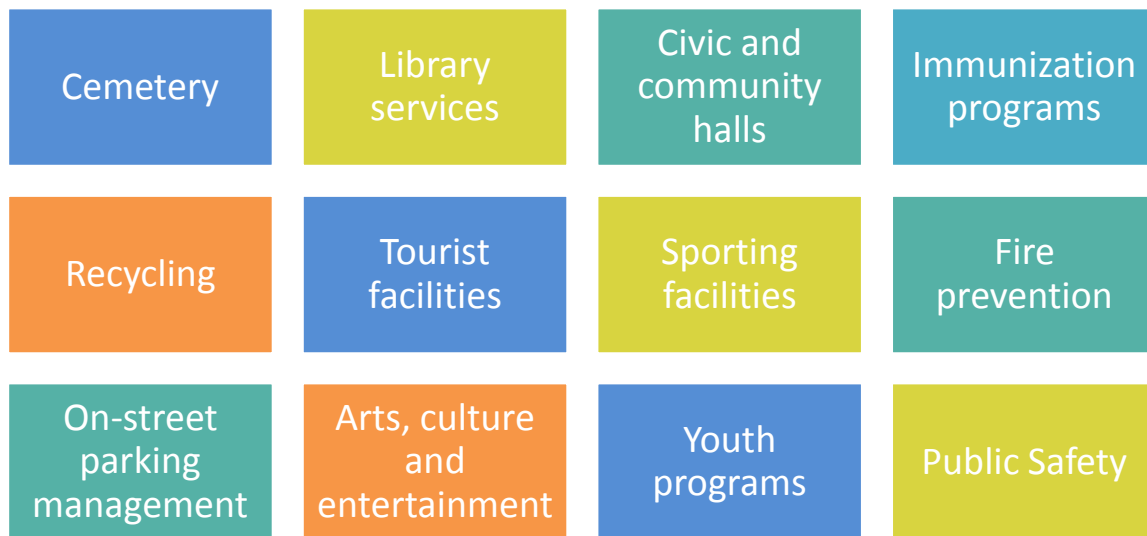 Cemetery
Library
services
Civic and
community
halls
Immunization
programs
Recycling
Tourist
facilities
Sporting
facilities
Fire
prevention
On-street
parking
management
Arts, culture
and
entertainment
Youth
programs
Public Safety